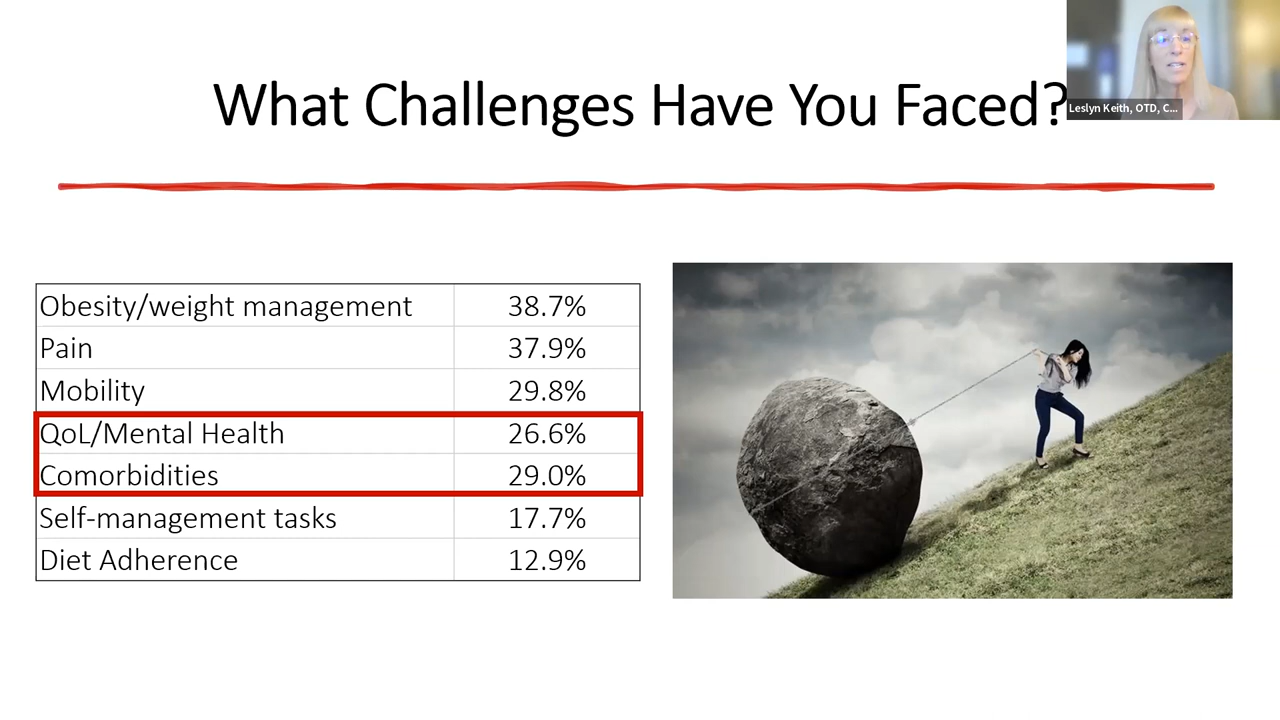 What Challenges Have You Faced?
Leslyn Keith, OTD, C...
Obesity/weight management 38.7%
Pain 37.9%
Mobility 29.8%
QoL/Mental Health 26.6%
Comorbidities 29.0%
Self-management tasks 17.7%
Diet Adherence 12.9%